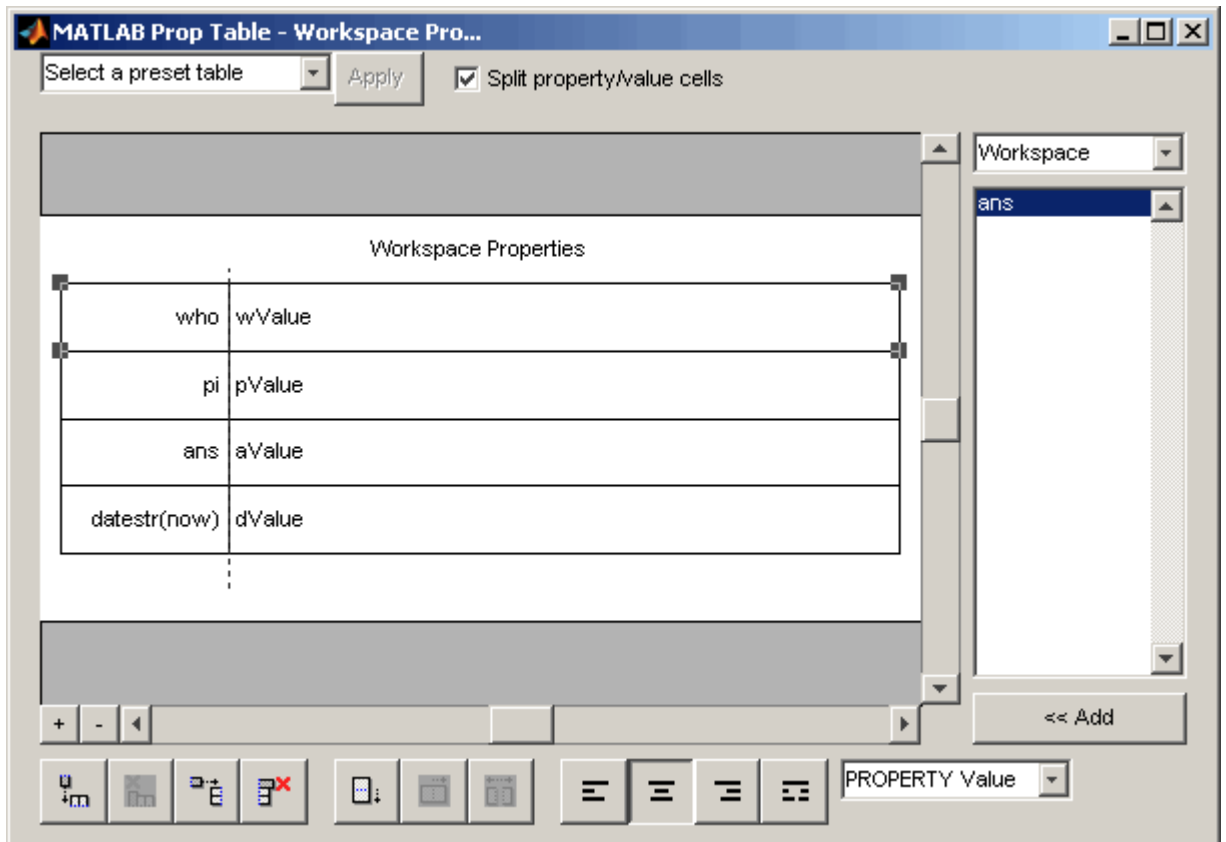 MATLAB Prop Table - Workspace Pro...
Select a preset table Apply Split property/value cells
Workspace
ans
Workspace Properties
who wValue
pi pValue
ans aValue
datestr(now) dValue
+ -
<< Add
PROPERTY Value